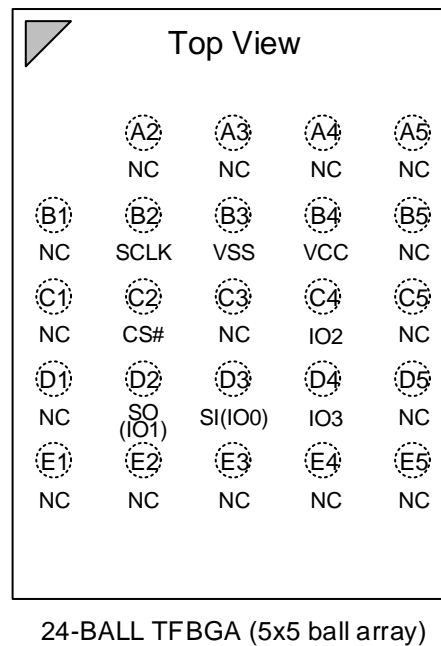 Top View
A2 A3 A4 A5
NC NC NC NC
B1 B2 B3 B4 B5
NC SCLK VSS VCC NC
C1 C2 C3 C4 C5
NC CS# NC IO2 NC
D1 D2 D3 D4 D5
NC SO (IO1) SI(IO0) IO3 NC
E1 E2 E3 E4 E5
NC NC NC NC NC
24-BALL TFBGA (5x5 ball array)